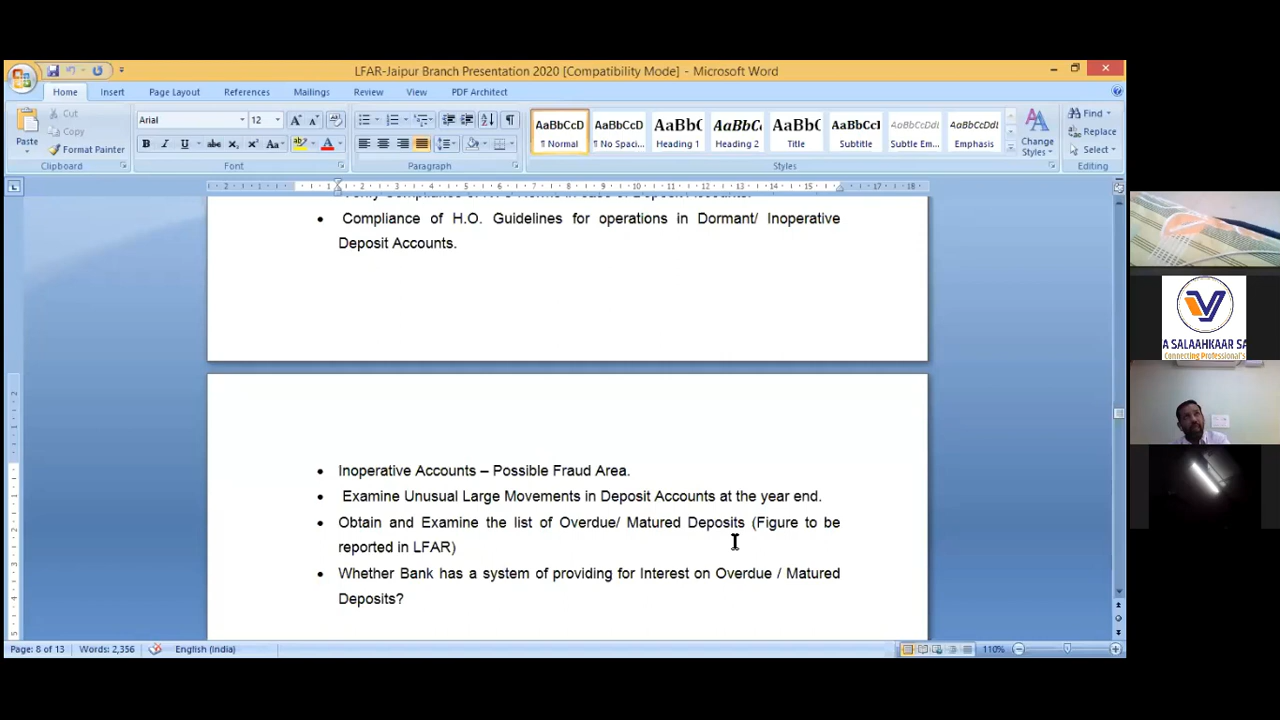 LFAR-Jaipur Branch Presentation 2020 [Compatibility Mode] - Microsoft Word
Home Insert Page Layout References Mailings Review View PDF Architect
Paste
Cut
Copy
Format Painter
Clipboard
Arial 12
Font
Paragraph
AaBbCcD AaBbCcD AaBbC AaBbCc AaBbC AaBbCcI AaBbCcDdI AaBbCcDdI
¶ Normal ¶ No Spaci... Heading 1 Heading 2 Title Subtitle Subtle Em... Emphasis
Styles
Change Styles
Find
Replace
Select
Editing
• Compliance of H.O. Guidelines for operations in Dormant/ Inoperative
Deposit Accounts.
• Inoperative Accounts – Possible Fraud Area.
• Examine Unusual Large Movements in Deposit Accounts at the year end.
• Obtain and Examine the list of Overdue/ Matured Deposits (Figure to be
reported in LFAR)
• Whether Bank has a system of providing for Interest on Overdue / Matured
Deposits?
Page: 8 of 13 Words: 2,356 English (India) 110%
A SALAAHKAAR SA
Connecting Professional's